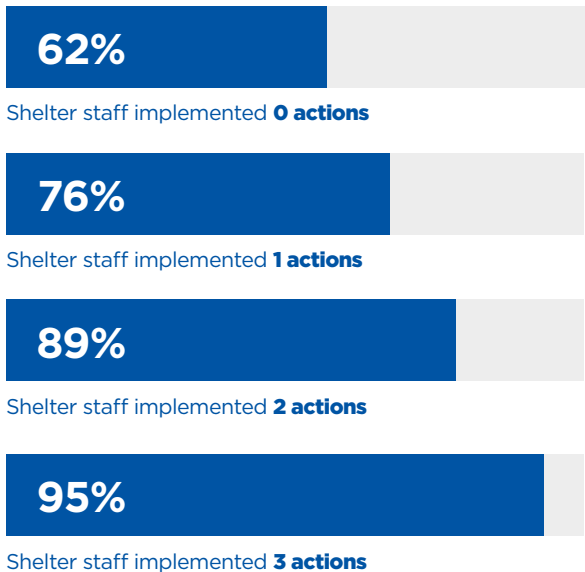 62%
Shelter staff implemented 0 actions
76%
Shelter staff implemented 1 actions
89%
Shelter staff implemented 2 actions
95%
Shelter staff implemented 3 actions